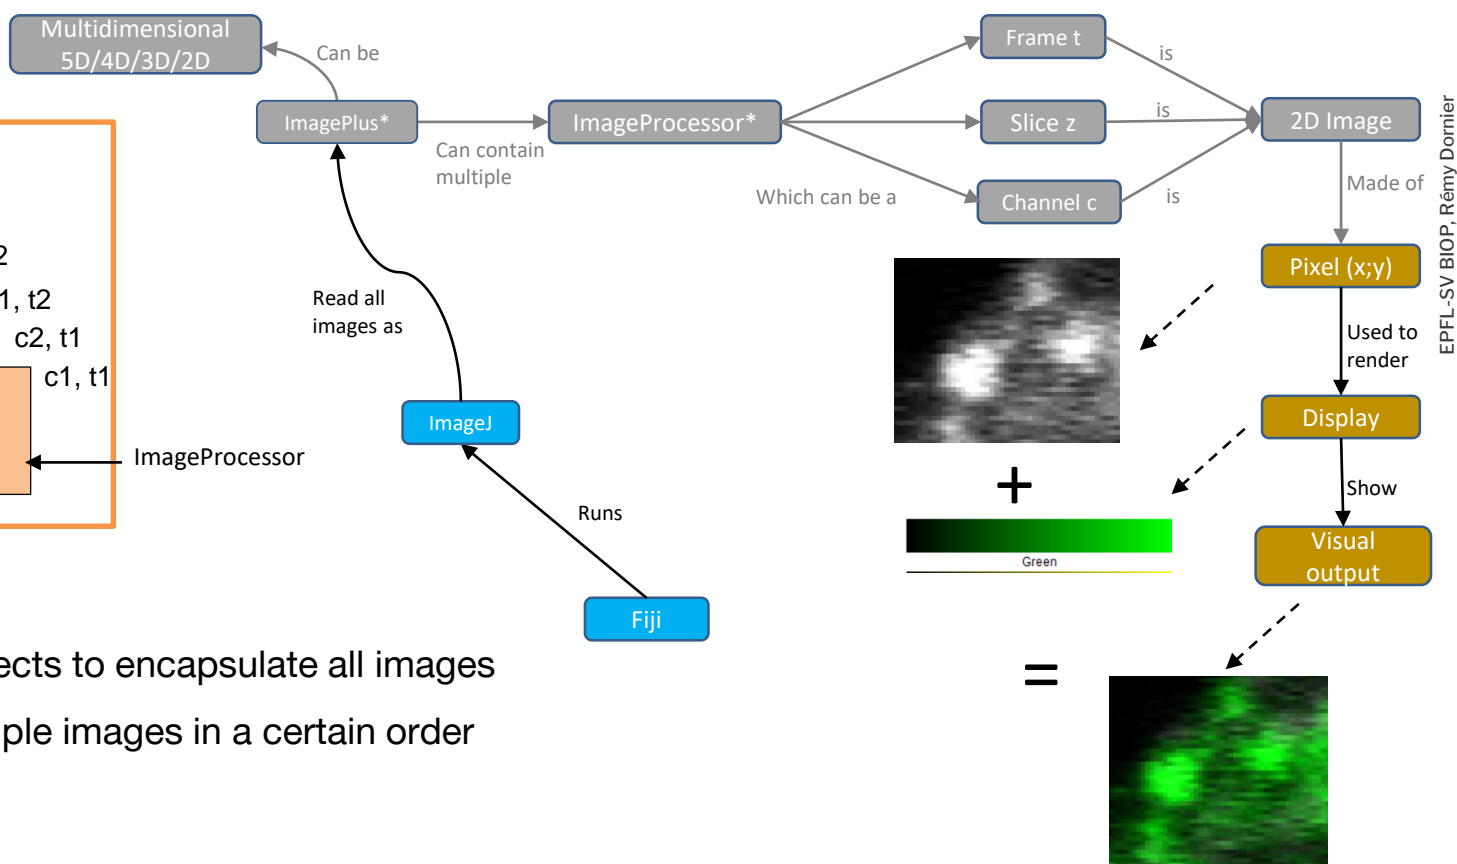 Multidimensional
5D/4D/3D/2D
Can be
ImagePlus*
Can contain
multiple
ImageProcessor*
Which can be a
Frame t
Slice z
Channel c
is
is
is
2D Image
Made of
Pixel (x;y)
Used to
render
Display
Show
Visual
output
EPFL-SV BIOP, Rémy Dornier
2
1, t2
c2, t1
c1, t1
ImageProcessor
Read all
images as
ImageJ
Runs
Fiji
+
Green
=
ects to encapsulate all images
ple images in a certain order